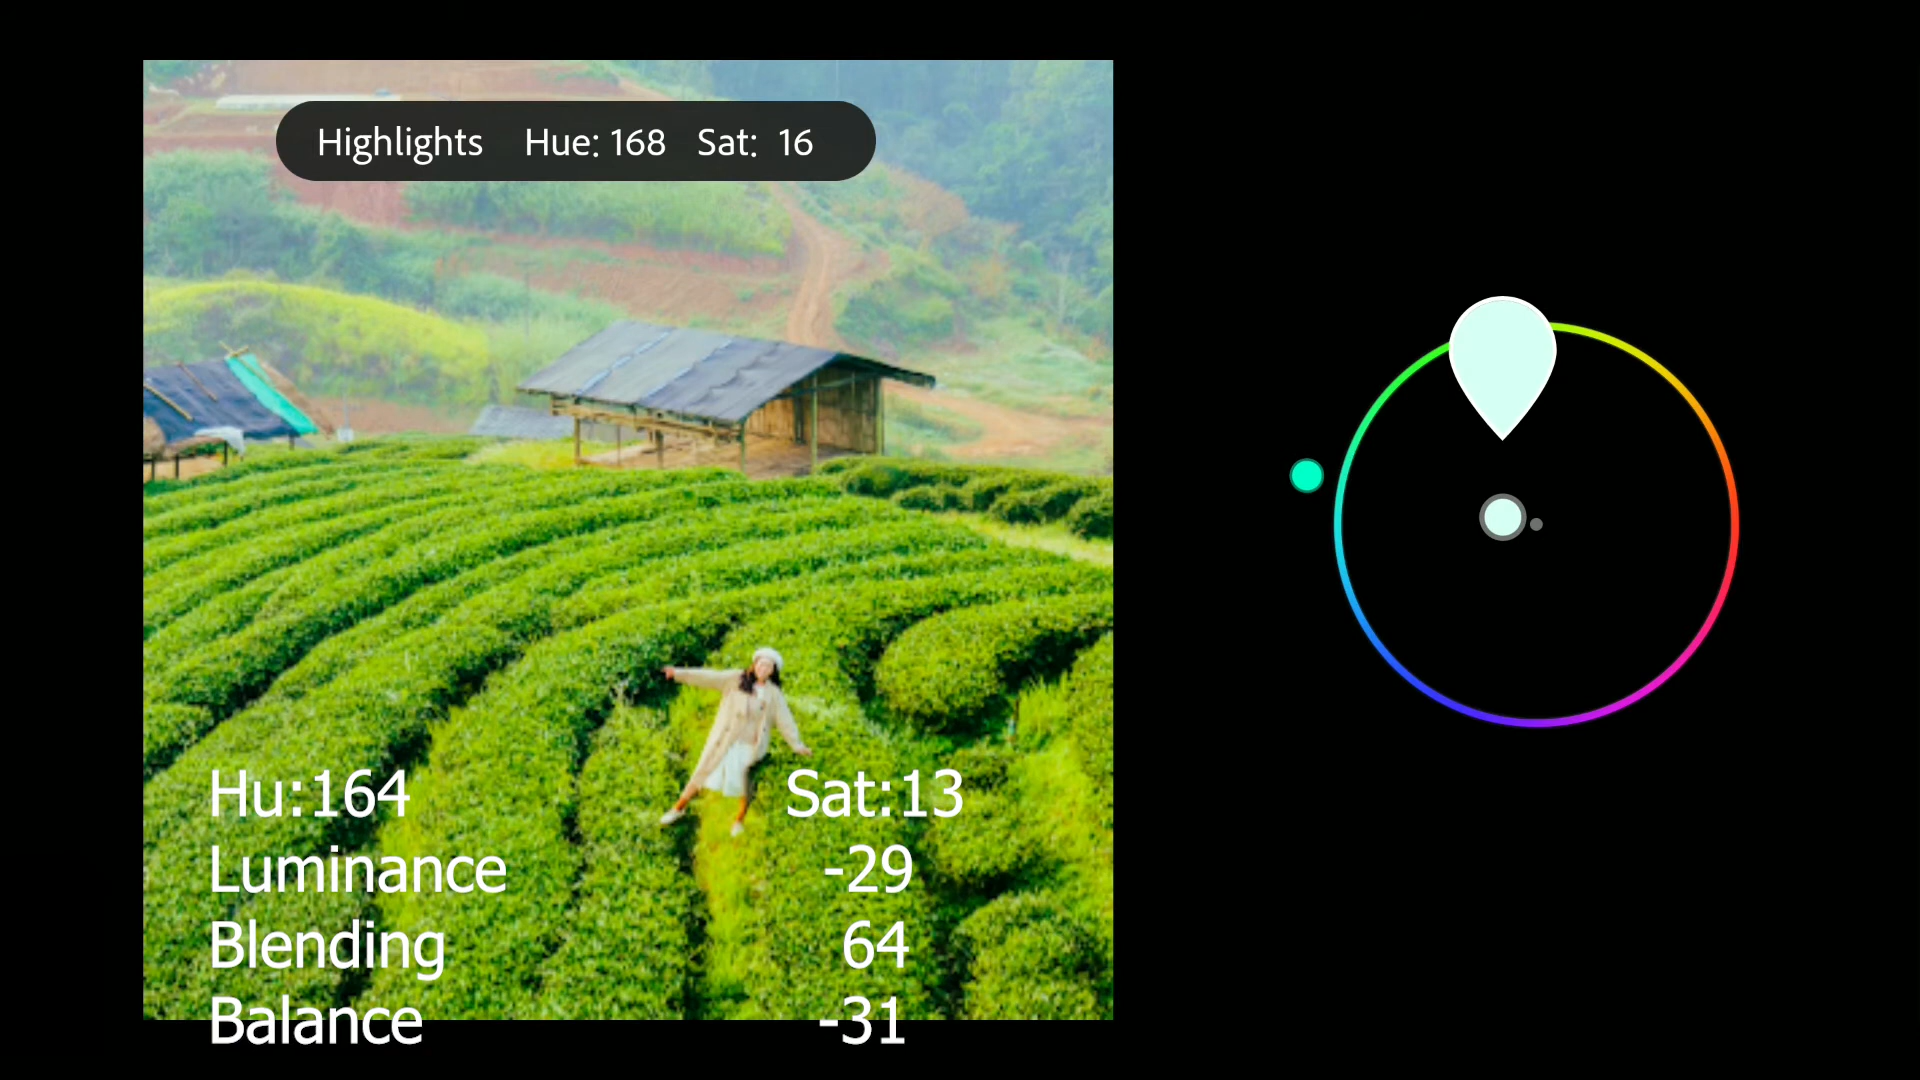 Highlights Hue: 168 Sat: 16
Hu:164 Sat:13
Luminance -29
Blending 64
Balance -31